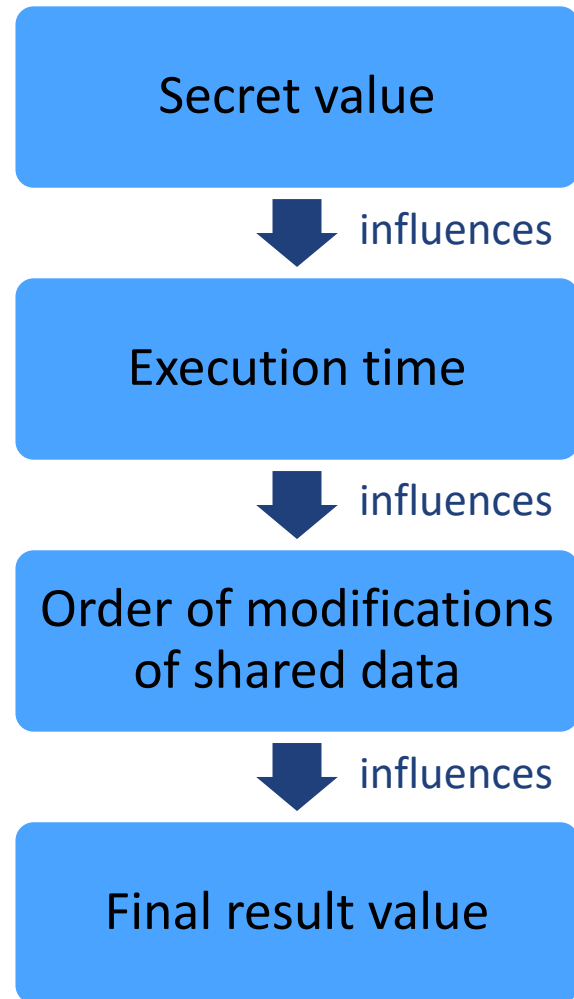 Secret value
influences
Execution time
influences
Order of modifications
of shared data
influences
Final result value